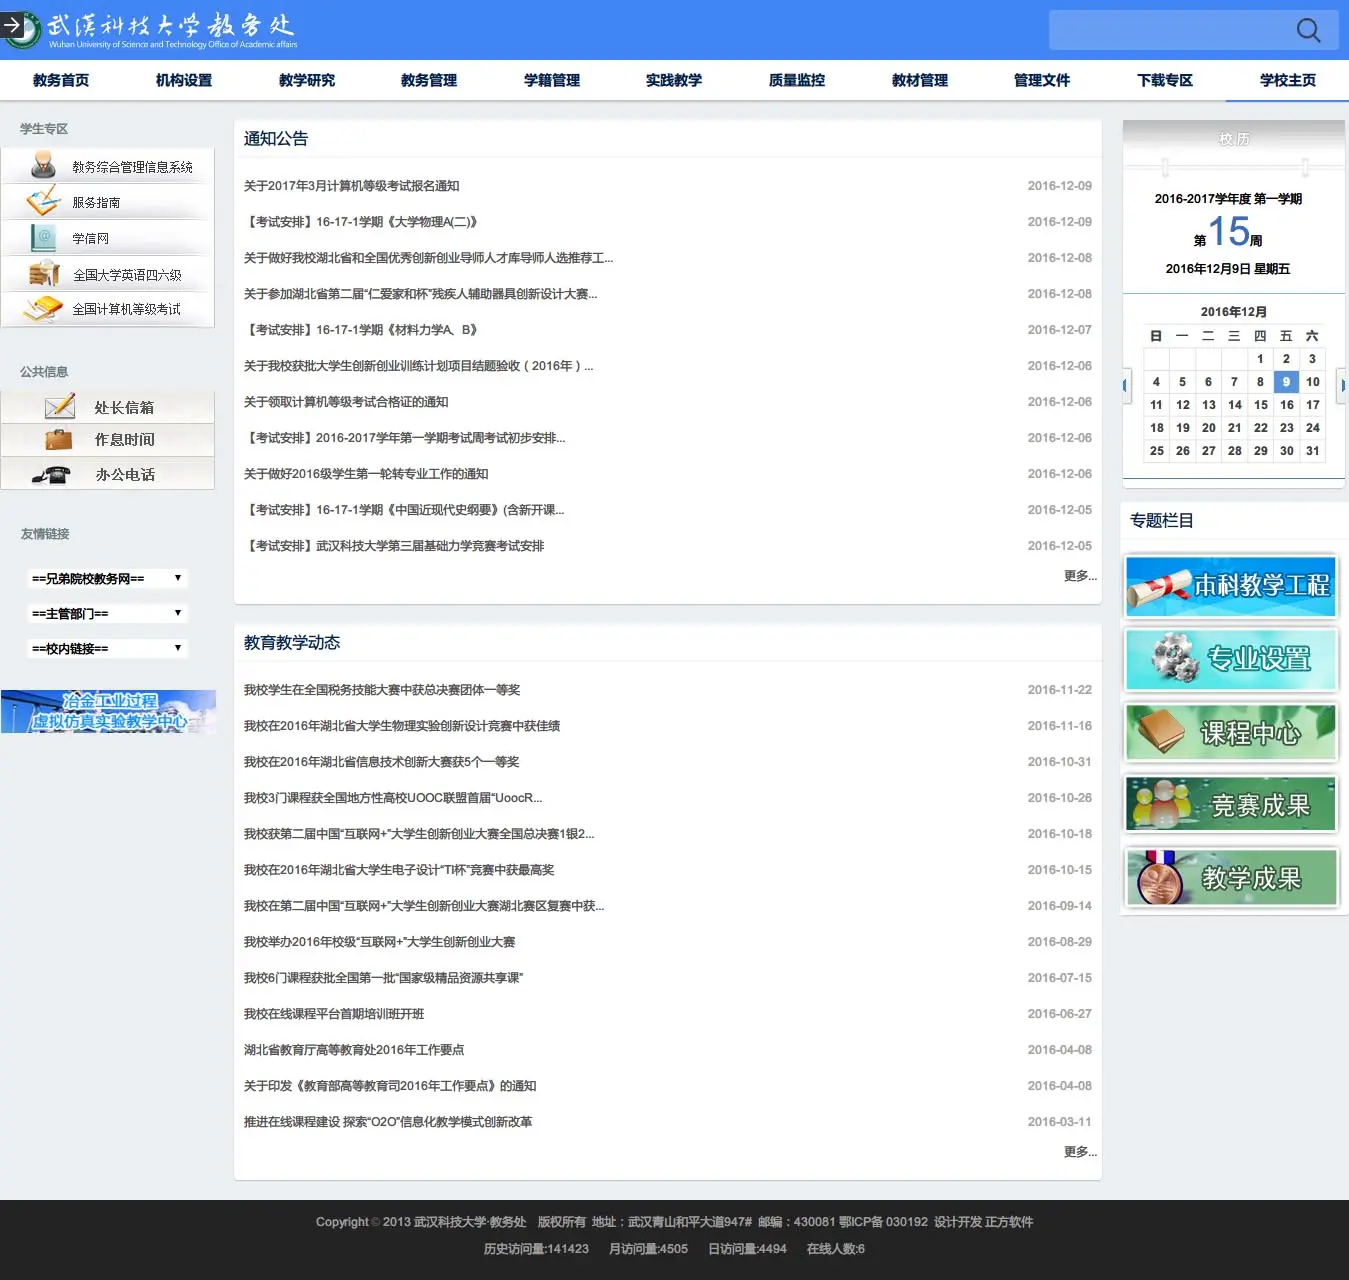 武汉科技大学教务处
Wuhan University of Science and Technology Office of Academic affairs
教务首页 机构设置 教学研究 教务管理 学籍管理 实践教学 质量监控 教材管理 管理文件 下载专区 学校主页
学生专区
教务综合管理信息系统
服务指南
学信网
全国大学英语四六级
全国计算机等级考试
公共信息
处长信箱
作息时间
办公电话
友情链接
==兄弟院校教务网==
==主管部门==
==校内链接==
冶金工业过程
虚拟仿真实验教学中心
通知公告
关于2017年3月计算机等级考试报名通知 2016-12-09
【考试安排】16-17-1学期《大学物理A(二)》 2016-12-09
关于做好我校湖北省和全国优秀创新创业导师人才库导师人选推荐工... 2016-12-08
关于参加湖北省第二届“仁爱家和杯”残疾人辅助器具创新设计大赛... 2016-12-08
【考试安排】16-17-1学期《材料力学A、B》 2016-12-07
关于我校获批大学生创新创业训练计划项目结题验收（2016年）... 2016-12-06
关于领取计算机等级考试合格证的通知 2016-12-06
【考试安排】2016-2017学年第一学期考试周考试初步安排... 2016-12-06
关于做好2016级学生第一轮转专业工作的通知 2016-12-06
【考试安排】16-17-1学期《中国近现代史纲要》(含新开课... 2016-12-05
【考试安排】武汉科技大学第三届基础力学竞赛考试安排 2016-12-05
更多...
教育教学动态
我校学生在全国税务技能大赛中获总决赛团体一等奖 2016-11-22
我校在2016年湖北省大学生物理实验创新设计竞赛中获佳绩 2016-11-16
我校在2016年湖北省信息技术创新大赛获5个一等奖 2016-10-31
我校3门课程获全国地方性高校UOOC联盟首届“UoocR... 2016-10-26
我校获第二届中国“互联网+”大学生创新创业大赛全国总决赛1银2... 2016-10-18
我校在2016年湖北省大学生电子设计“TI杯”竞赛中获最高奖 2016-10-15
我校在第二届中国“互联网+”大学生创新创业大赛湖北赛区复赛中获... 2016-09-14
我校举办2016年校级“互联网+”大学生创新创业大赛 2016-08-29
我校6门课程获批全国第一批“国家级精品资源共享课” 2016-07-15
我校在线课程平台首期培训班开班 2016-06-27
湖北省教育厅高等教育处2016年工作要点 2016-04-08
关于印发《教育部高等教育司2016年工作要点》的通知 2016-04-08
推进在线课程建设 探索“O2O”信息化教学模式创新改革 2016-03-11
更多...
校历
2016-2017学年度 第一学期
第15周
2016年12月9日 星期五
2016年12月
日 一 二 三 四 五 六
1 2 3
4 5 6 7 8 9 10
11 12 13 14 15 16 17
18 19 20 21 22 23 24
25 26 27 28 29 30 31
专题栏目
本科教学工程
专业设置
课程中心
竞赛成果
教学成果
Copyright © 2013 武汉科技大学·教务处 版权所有 地址：武汉青山和平大道947# 邮编：430081 鄂ICP备 030192 设计开发 正方软件
历史访问量:141423 月访问量:4505 日访问量:4494 在线人数:6